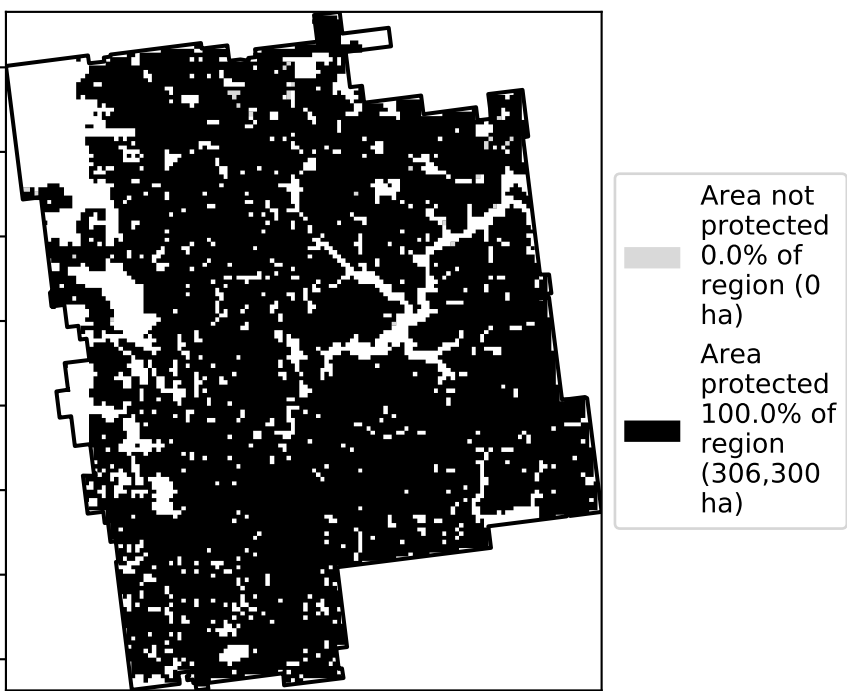 Area not
protected
0.0% of
region (0
ha)
Area
protected
100.0% of
region
(306,300
ha)